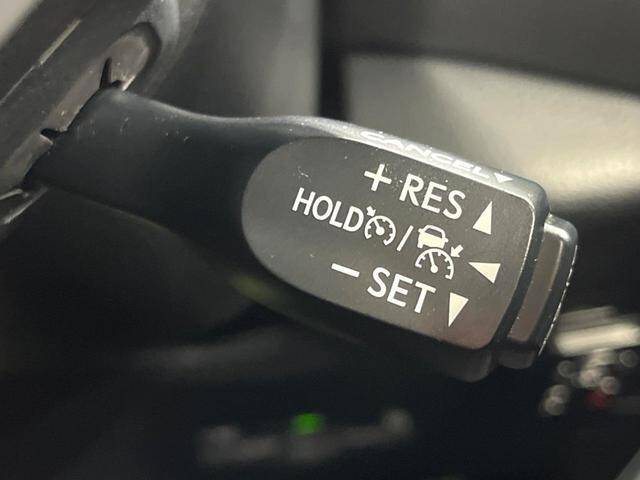 CANCEL
+ RES
HOLD /
− SET